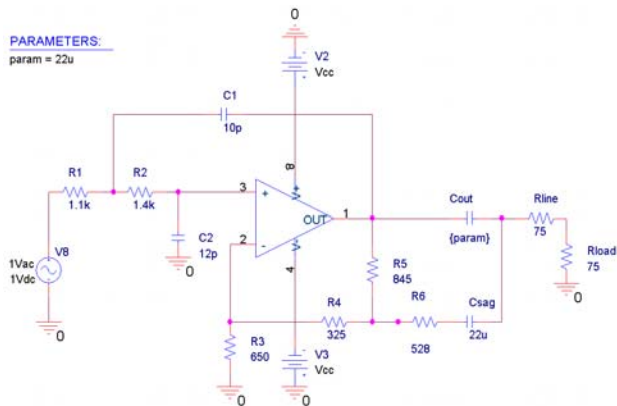 PARAMETERS:
param = 22u
0
V2
Vcc
C1
10p
R1
1.1k
R2
1.4k
3
+
8
V+
OUT
1
2
-
V-
4
C2
12p
0
V8
1Vac
1Vdc
0
Cout
{param}
Rline
75
Rload
75
0
R5
845
R4
325
R6
528
Csag
22u
R3
650
0
V3
Vcc
0